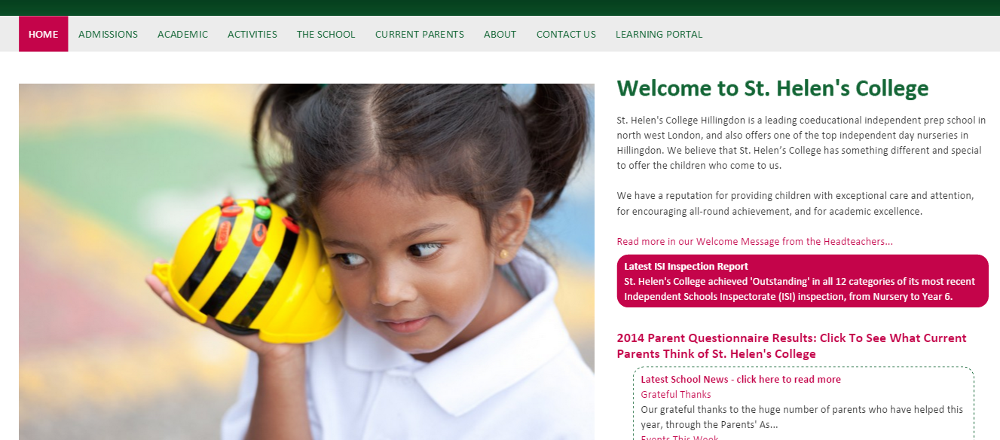 HOME ADMISSIONS ACADEMIC ACTIVITIES THE SCHOOL CURRENT PARENTS ABOUT CONTACT US LEARNING PORTAL
Welcome to St. Helen's College
St. Helen's College Hillingdon is a leading coeducational independent prep school in
north west London, and also offers one of the top independent day nurseries in
Hillingdon. We believe that St. Helen’s College has something different and special
to offer the children who come to us.
We have a reputation for providing children with exceptional care and attention,
for encouraging all-round achievement, and for academic excellence.
Read more in our Welcome Message from the Headteachers...
Latest ISI Inspection Report
St. Helen's College achieved 'Outstanding' in all 12 categories of its most recent
Independent Schools Inspectorate (ISI) inspection, from Nursery to Year 6.
2014 Parent Questionnaire Results: Click To See What Current
Parents Think of St. Helen's College
Latest School News - click here to read more
Grateful Thanks
Our grateful thanks to the huge number of parents who have helped this
year, through the Parents' As...
Events This Week